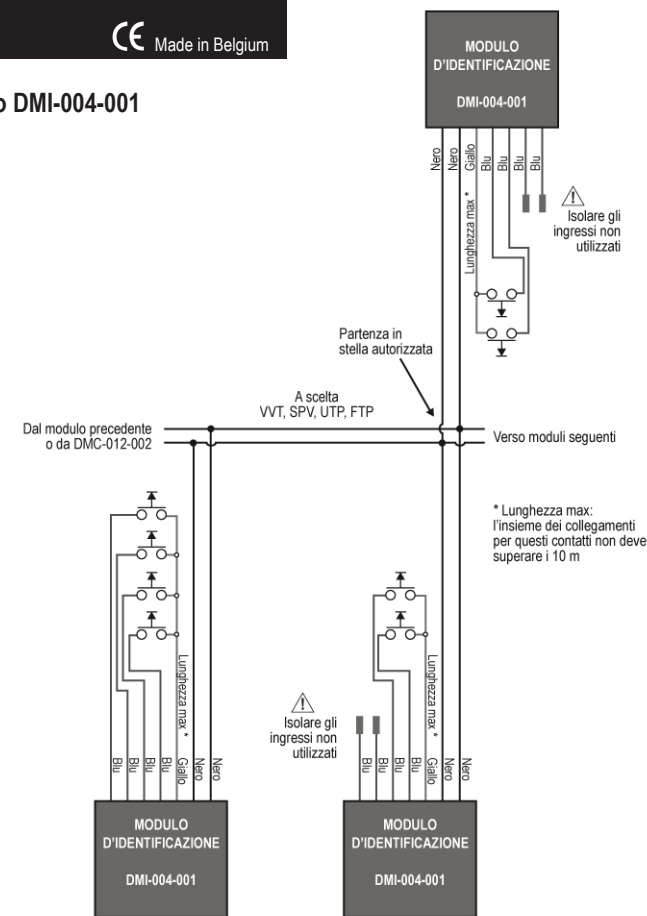 CE Made in Belgium
o DMI-004-001
MODULO
D'IDENTIFICAZIONE
DMI-004-001
Nero
Nero
Giallo
Blu
Blu
Blu
Blu
Lunghezza max *
Isolare gli
ingressi non
utilizzati
Partenza in
stella autorizzata
A scelta
VVT, SPV, UTP, FTP
Dal modulo precedente
o da DMC-012-002
Verso moduli seguenti
* Lunghezza max:
l'insieme dei collegamenti
per questi contatti non deve
superare i 10 m
Lunghezza max *
Blu
Blu
Blu
Blu
Giallo
Nero
Nero
MODULO
D'IDENTIFICAZIONE
DMI-004-001
Isolare gli
ingressi non
utilizzati
Lunghezza max *
Blu
Blu
Blu
Blu
Giallo
Nero
Nero
MODULO
D'IDENTIFICAZIONE
DMI-004-001